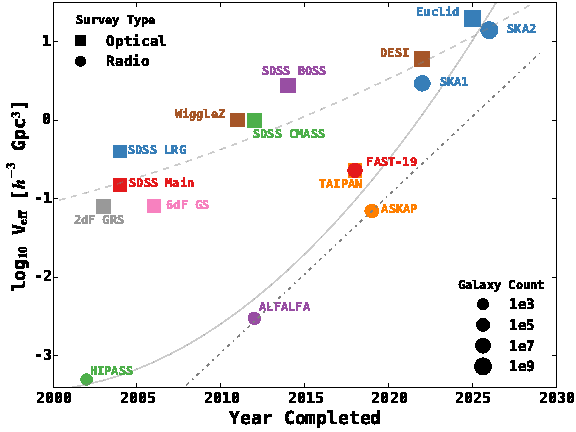 Survey Type
Optical
Radio
Euclid
SKA2
DESI
SKA1
SDSS BOSS
WiggleZ
SDSS CMASS
SDSS LRG
SDSS Main
FAST-19
TAIPAN
2dF GRS
6dF GS
ASKAP
ALFALFA
HIPASS
Galaxy Count
1e3
1e5
1e7
1e9
log₁₀ V_eff [h⁻³ Gpc³]
1
0
-1
-2
-3
2000 2005 2010 2015 2020 2025 2030
Year Completed